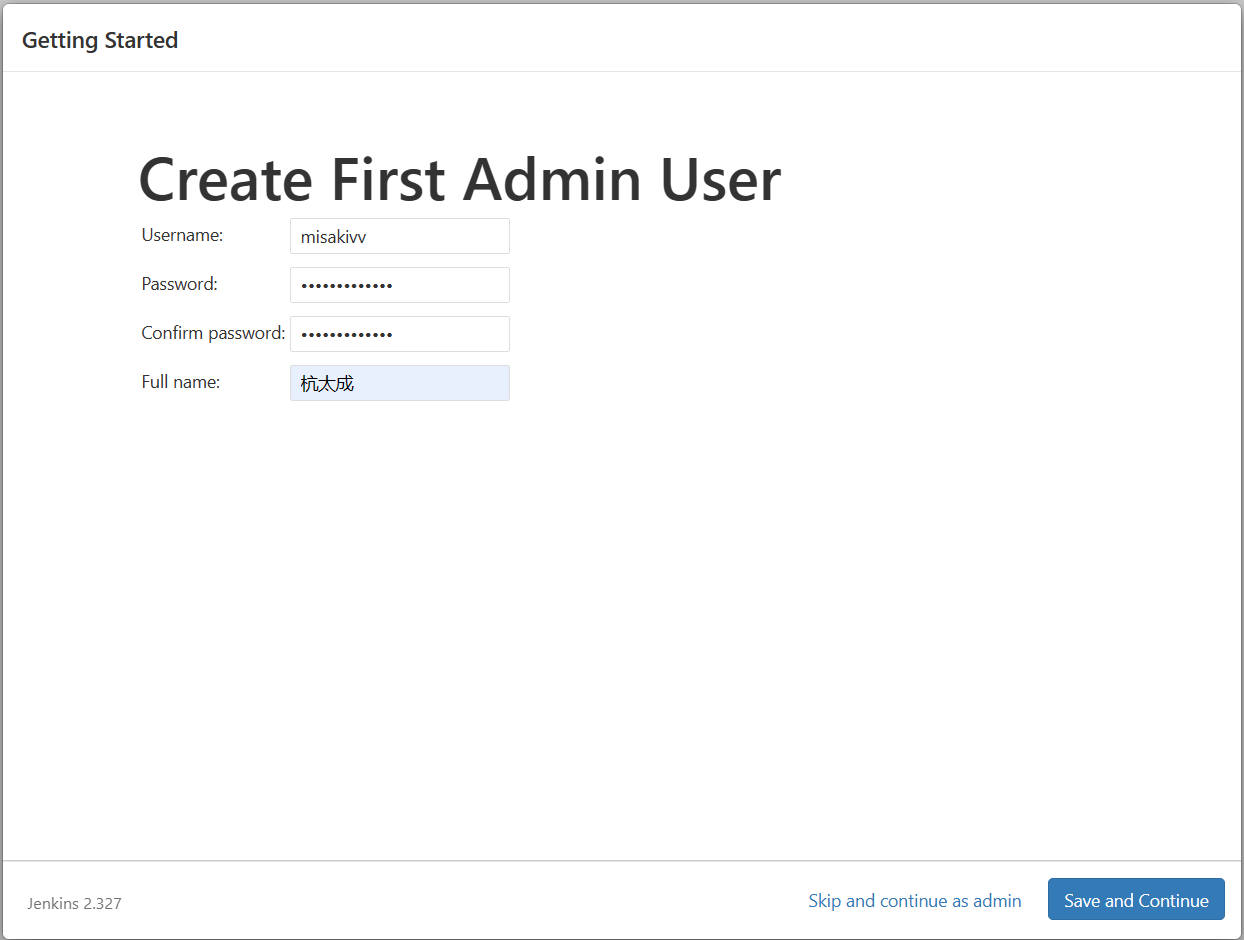 Getting Started
Create First Admin User
Username: misakivv
Password: •••••••••••••
Confirm password: •••••••••••••
Full name: 杭太成
Jenkins 2.327 Skip and continue as admin Save and Continue